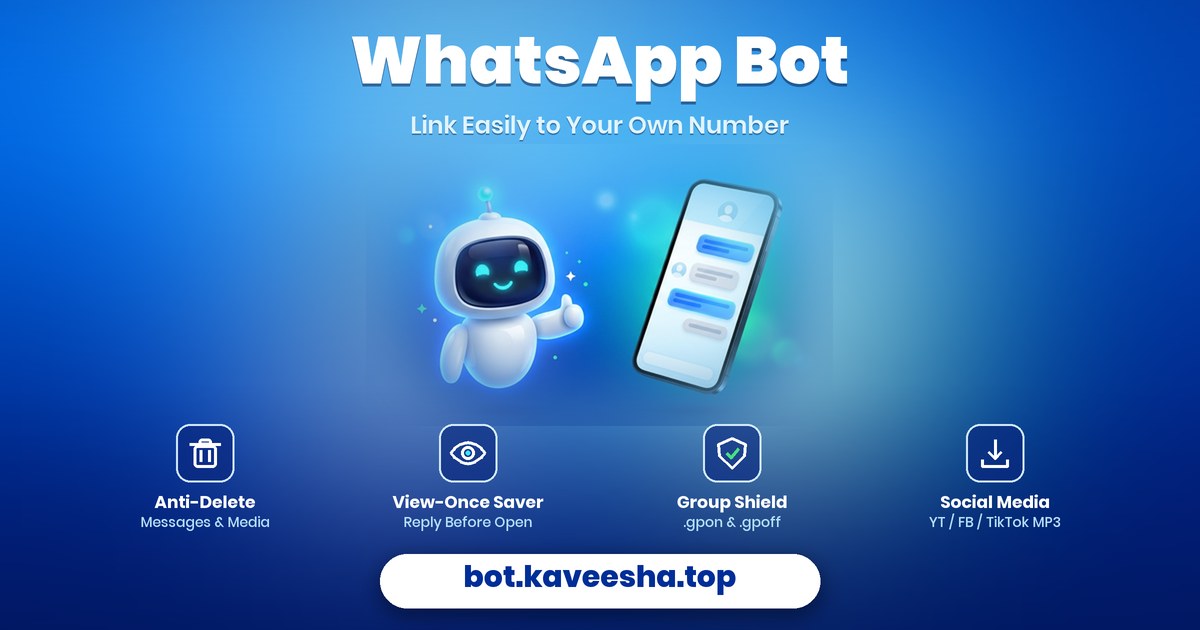 WhatsApp Bot
Link Easily to Your Own Number
Anti-Delete
Messages & Media
View-Once Saver
Reply Before Open
Group Shield
.gpon & .gpoff
Social Media
YT / FB / TikTok MP3
bot.kaveesha.top